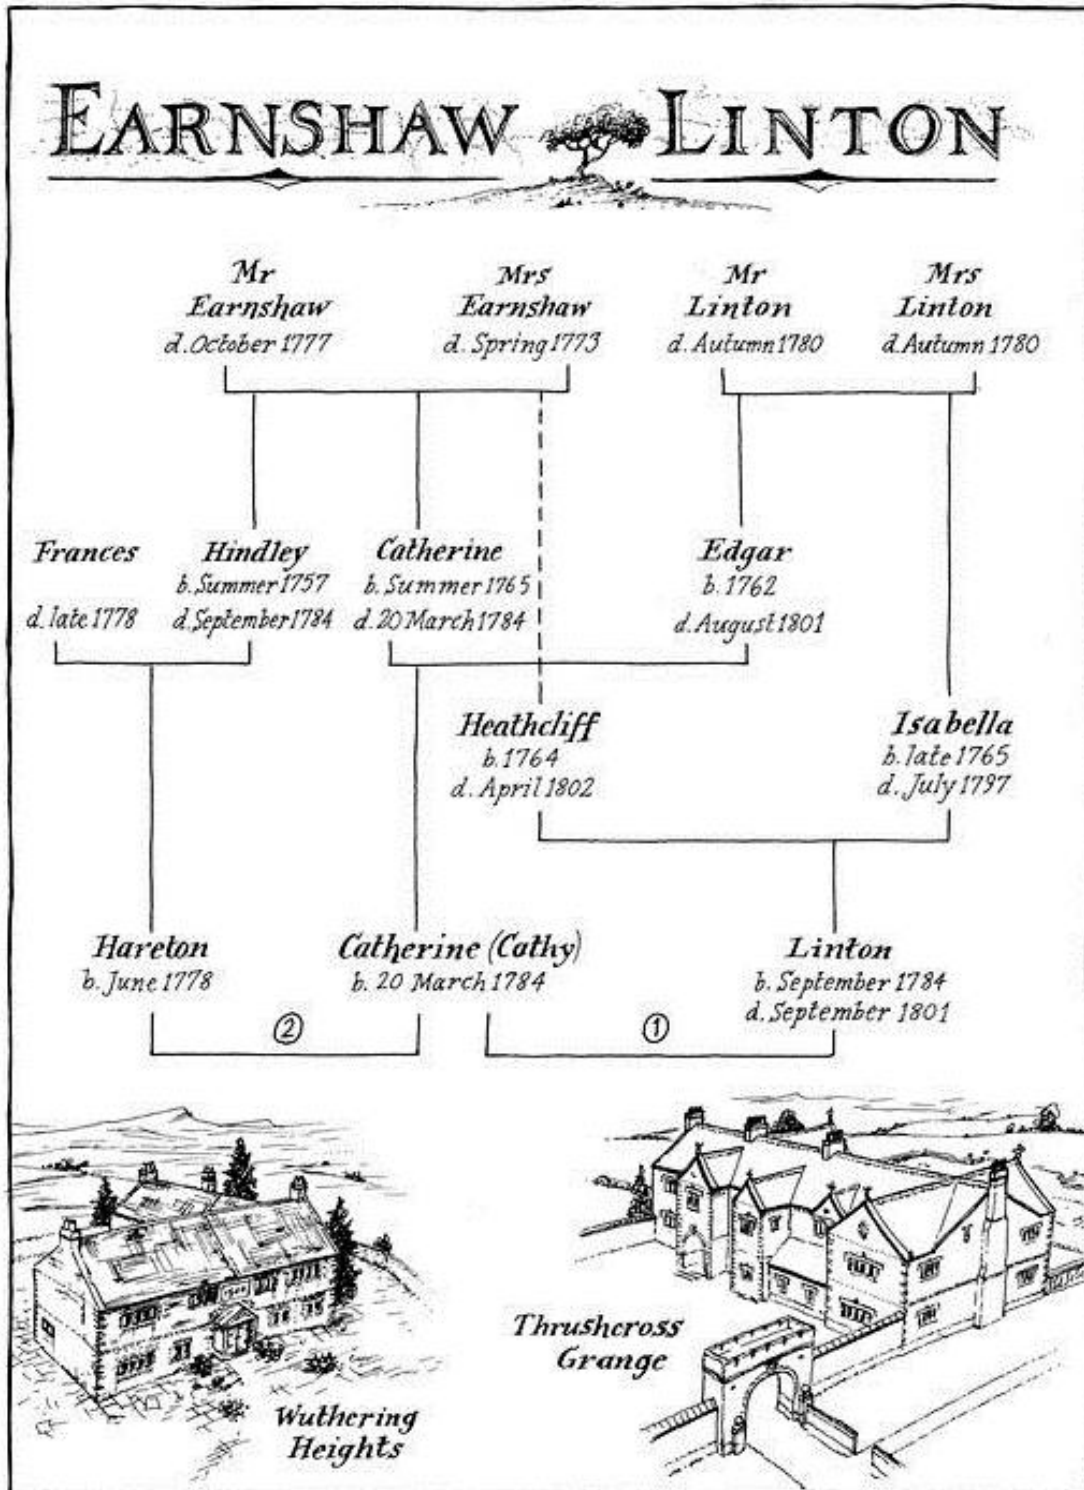 EARNSHAW LINTON
Mr
Earnshaw
d. October 1777
Mrs
Earnshaw
d. Spring 1773
Mr
Linton
d. Autumn 1780
Mrs
Linton
d. Autumn 1780
Frances
d. late 1778
Hindley
b. Summer 1757
d. September 1784
Catherine
b. Summer 1765
d. 20 March 1784
Edgar
b. 1762
d. August 1801
Heathcliff
b. 1764
d. April 1802
Isabella
b. late 1765
d. July 1797
Hareton
b. June 1778
Catherine (Cathy)
b. 20 March 1784
Linton
b. September 1784
d. September 1801
2
1
Thrushcross
Grange
Wuthering
Heights